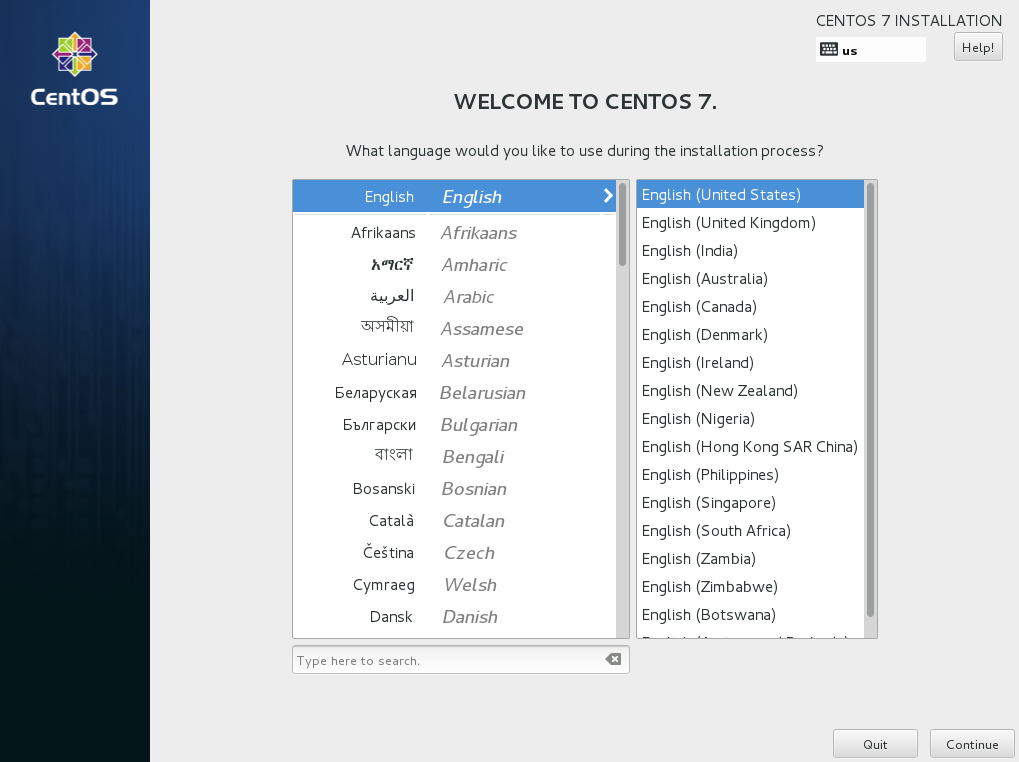 CentOS
CENTOS 7 INSTALLATION
us
Help!
WELCOME TO CENTOS 7.
What language would you like to use during the installation process?
English English
Afrikaans Afrikaans
አማርኛ Amharic
العربية Arabic
অসমীয়া Assamese
Asturianu Asturian
Беларуская Belarusian
Български Bulgarian
বাংলা Bengali
Bosanski Bosnian
Català Catalan
Čeština Czech
Cymraeg Welsh
Dansk Danish
Type here to search.
English (United States)
English (United Kingdom)
English (India)
English (Australia)
English (Canada)
English (Denmark)
English (Ireland)
English (New Zealand)
English (Nigeria)
English (Hong Kong SAR China)
English (Philippines)
English (Singapore)
English (South Africa)
English (Zambia)
English (Zimbabwe)
English (Botswana)
Quit
Continue